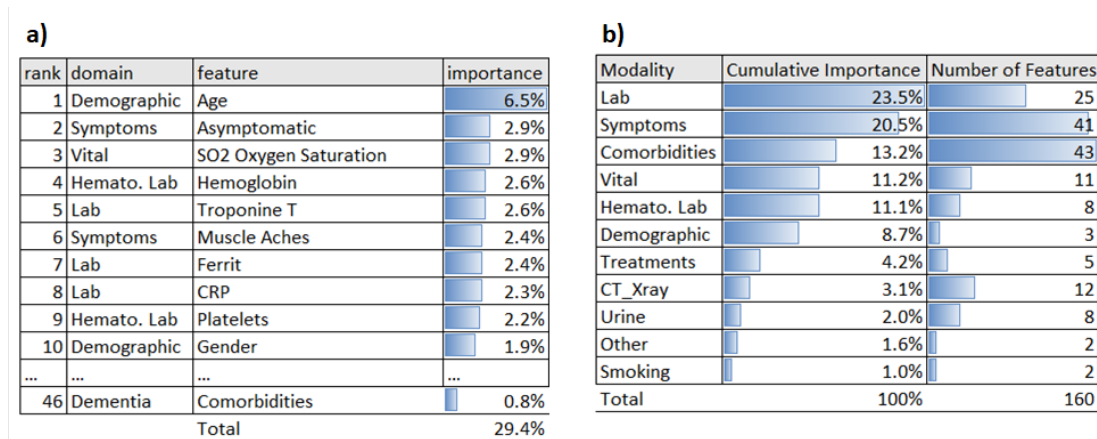 a)
rank domain feature importance
1 Demographic Age 6.5%
2 Symptoms Asymptomatic 2.9%
3 Vital SO2 Oxygen Saturation 2.9%
4 Hemato. Lab Hemoglobin 2.6%
5 Lab Troponine T 2.6%
6 Symptoms Muscle Aches 2.4%
7 Lab Ferrit 2.4%
8 Lab CRP 2.3%
9 Hemato. Lab Platelets 2.2%
10 Demographic Gender 1.9%
... ... ... ...
46 Dementia Comorbidities 0.8%
Total 29.4%
b)
Modality Cumulative Importance Number of Features
Lab 23.5% 25
Symptoms 20.5% 41
Comorbidities 13.2% 43
Vital 11.2% 11
Hemato. Lab 11.1% 8
Demographic 8.7% 3
Treatments 4.2% 5
CT_Xray 3.1% 12
Urine 2.0% 8
Other 1.6% 2
Smoking 1.0% 2
Total 100% 160